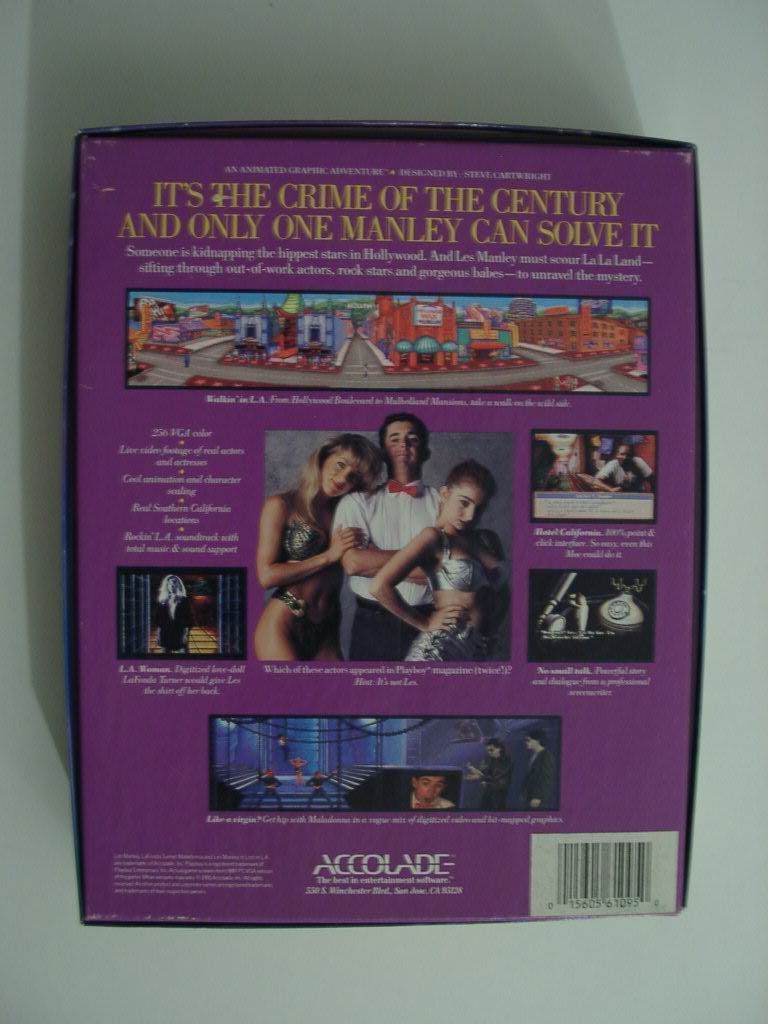 AN ANIMATED GRAPHIC ADVENTURE™ • DESIGNED BY: STEVE CARTWRIGHT
IT'S THE CRIME OF THE CENTURY
AND ONLY ONE MANLEY CAN SOLVE IT
Someone is kidnapping the hippest stars in Hollywood. And Les Manley must scour La La Land—
sifting through out-of-work actors, rock stars and gorgeous babes—to unravel the mystery.
Walkin' in L.A. From Hollywood Boulevard to Mulholland Mansions, take a walk on the wild side.
256 VGA color
Live video footage of real actors
and actresses
Cool animation and character
scaling
Real Southern California
locations
Rockin' L.A. soundtrack with
total music & sound support
Hotel California. 100% point &
click interface. So easy, even this
Moe could do it.
L.A. Woman. Digitized love-doll
LaFonda Turner would give Les
the shirt off her back.
Which of these actors appeared in Playboy® magazine (twice!)?
Hint: It's not Les.
No small talk. Powerful story
and dialogue from a professional
screenwriter.
Like a virgin? Get hip with Maladonna in a vogue mix of digitized video and bit-mapped graphics.
ACCOLADE™
The best in entertainment software.™
550 S. Winchester Blvd., San Jose, CA 95128
0 15605 61095 0